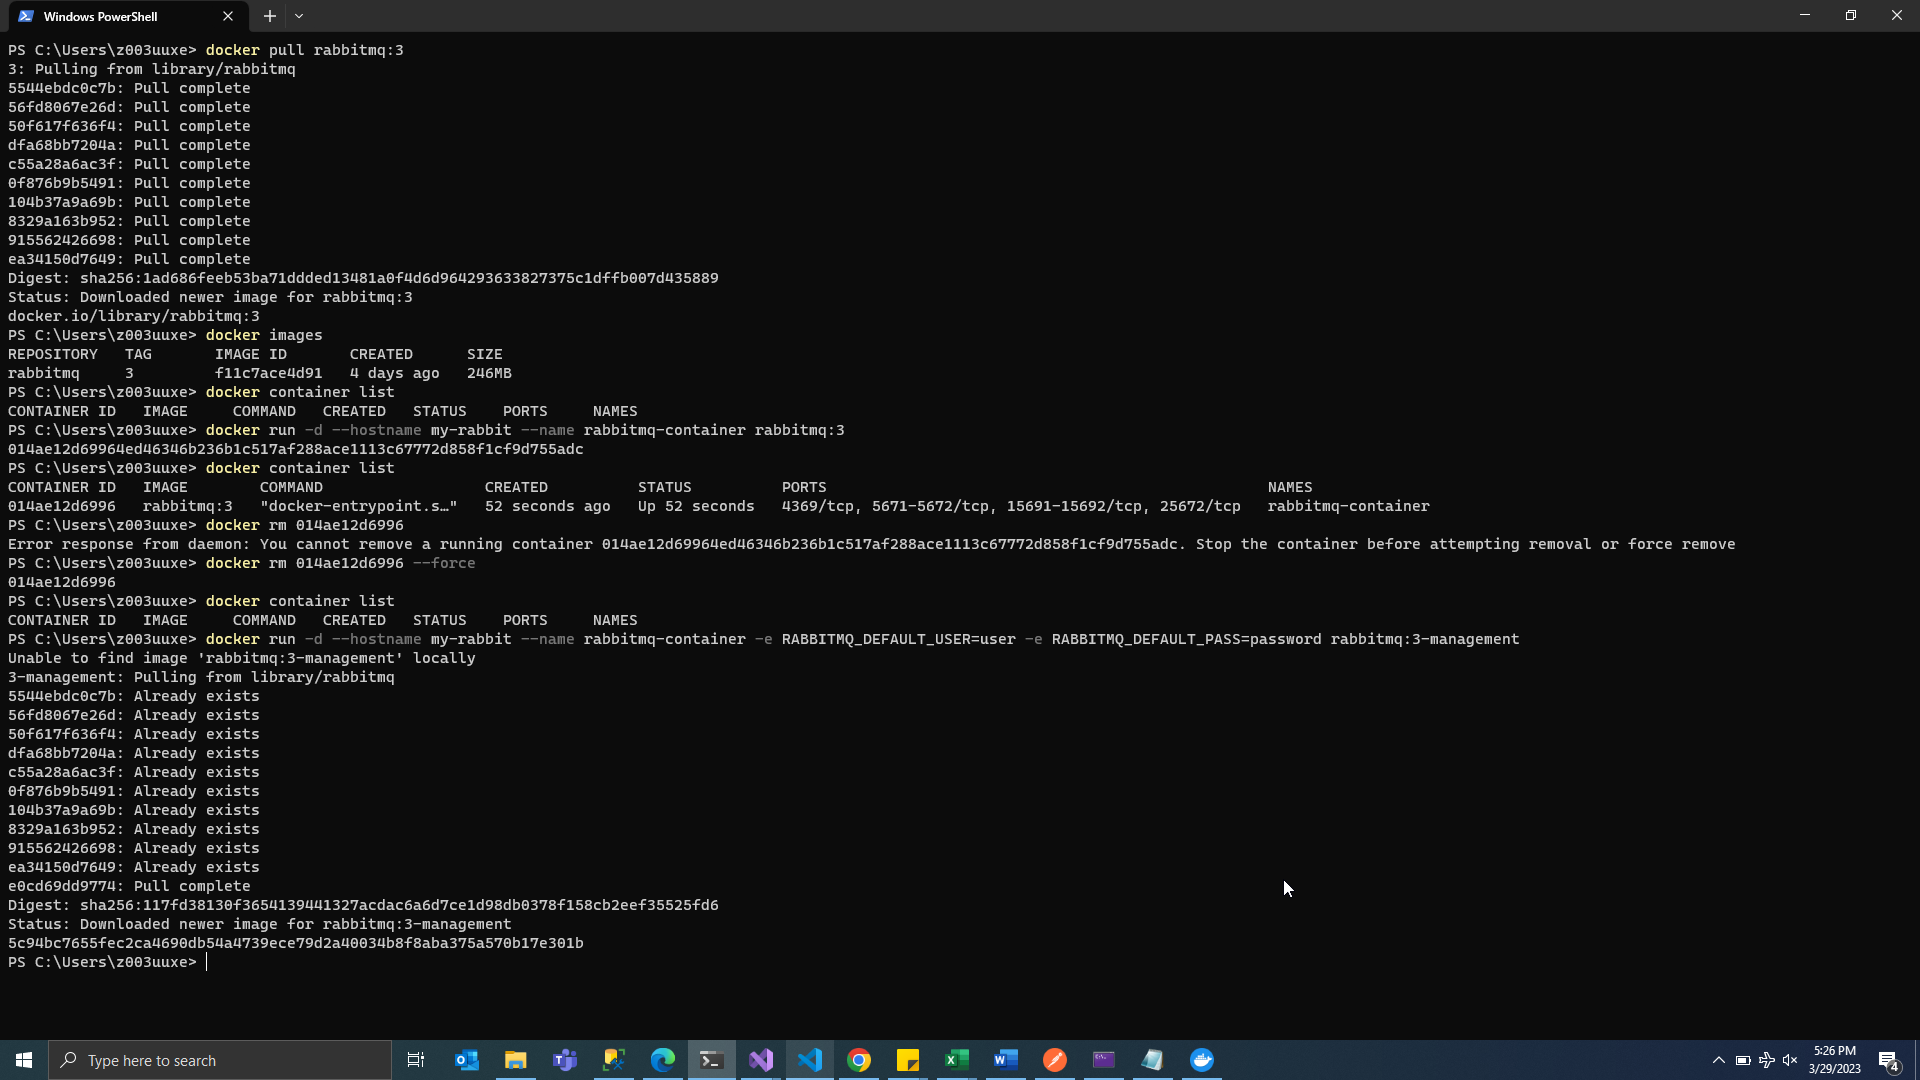 Windows PowerShell
PS C:\Users\z003uuxe> docker pull rabbitmq:3
3: Pulling from library/rabbitmq
5544ebdc0c7b: Pull complete
56fd8067e26d: Pull complete
50f617f636f4: Pull complete
dfa68bb7204a: Pull complete
c55a28a6ac3f: Pull complete
0f876b9b5491: Pull complete
104b37a9a69b: Pull complete
8329a163b952: Pull complete
915562426698: Pull complete
ea34150d7649: Pull complete
Digest: sha256:1ad686feeb53ba71ddded13481a0f4d6d964293633827375c1dffb007d435889
Status: Downloaded newer image for rabbitmq:3
docker.io/library/rabbitmq:3
PS C:\Users\z003uuxe> docker images
REPOSITORY   TAG       IMAGE ID       CREATED      SIZE
rabbitmq     3         f11c7ace4d91   4 days ago   246MB
PS C:\Users\z003uuxe> docker container list
CONTAINER ID   IMAGE     COMMAND   CREATED   STATUS    PORTS     NAMES
PS C:\Users\z003uuxe> docker run -d --hostname my-rabbit --name rabbitmq-container rabbitmq:3
014ae12d69964ed46346b236b1c517af288ace1113c67772d858f1cf9d755adc
PS C:\Users\z003uuxe> docker container list
CONTAINER ID   IMAGE        COMMAND                  CREATED          STATUS          PORTS                                                 NAMES
014ae12d6996   rabbitmq:3   "docker-entrypoint.s…"   52 seconds ago   Up 52 seconds   4369/tcp, 5671-5672/tcp, 15691-15692/tcp, 25672/tcp   rabbitmq-container
PS C:\Users\z003uuxe> docker rm 014ae12d6996
Error response from daemon: You cannot remove a running container 014ae12d69964ed46346b236b1c517af288ace1113c67772d858f1cf9d755adc. Stop the container before attempting removal or force remove
PS C:\Users\z003uuxe> docker rm 014ae12d6996 --force
014ae12d6996
PS C:\Users\z003uuxe> docker container list
CONTAINER ID   IMAGE     COMMAND   CREATED   STATUS    PORTS     NAMES
PS C:\Users\z003uuxe> docker run -d --hostname my-rabbit --name rabbitmq-container -e RABBITMQ_DEFAULT_USER=user -e RABBITMQ_DEFAULT_PASS=password rabbitmq:3-management
Unable to find image 'rabbitmq:3-management' locally
3-management: Pulling from library/rabbitmq
5544ebdc0c7b: Already exists
56fd8067e26d: Already exists
50f617f636f4: Already exists
dfa68bb7204a: Already exists
c55a28a6ac3f: Already exists
0f876b9b5491: Already exists
104b37a9a69b: Already exists
8329a163b952: Already exists
915562426698: Already exists
ea34150d7649: Already exists
e0cd69dd9774: Pull complete
Digest: sha256:117fd38130f3654139441327acdac6a6d7ce1d98db0378f158cb2eef35525fd6
Status: Downloaded newer image for rabbitmq:3-management
5c94bc7655fec2ca4690db54a4739ece79d2a40034b8f8aba375a570b17e301b
PS C:\Users\z003uuxe>
Type here to search
5:26 PM
3/29/2023
4